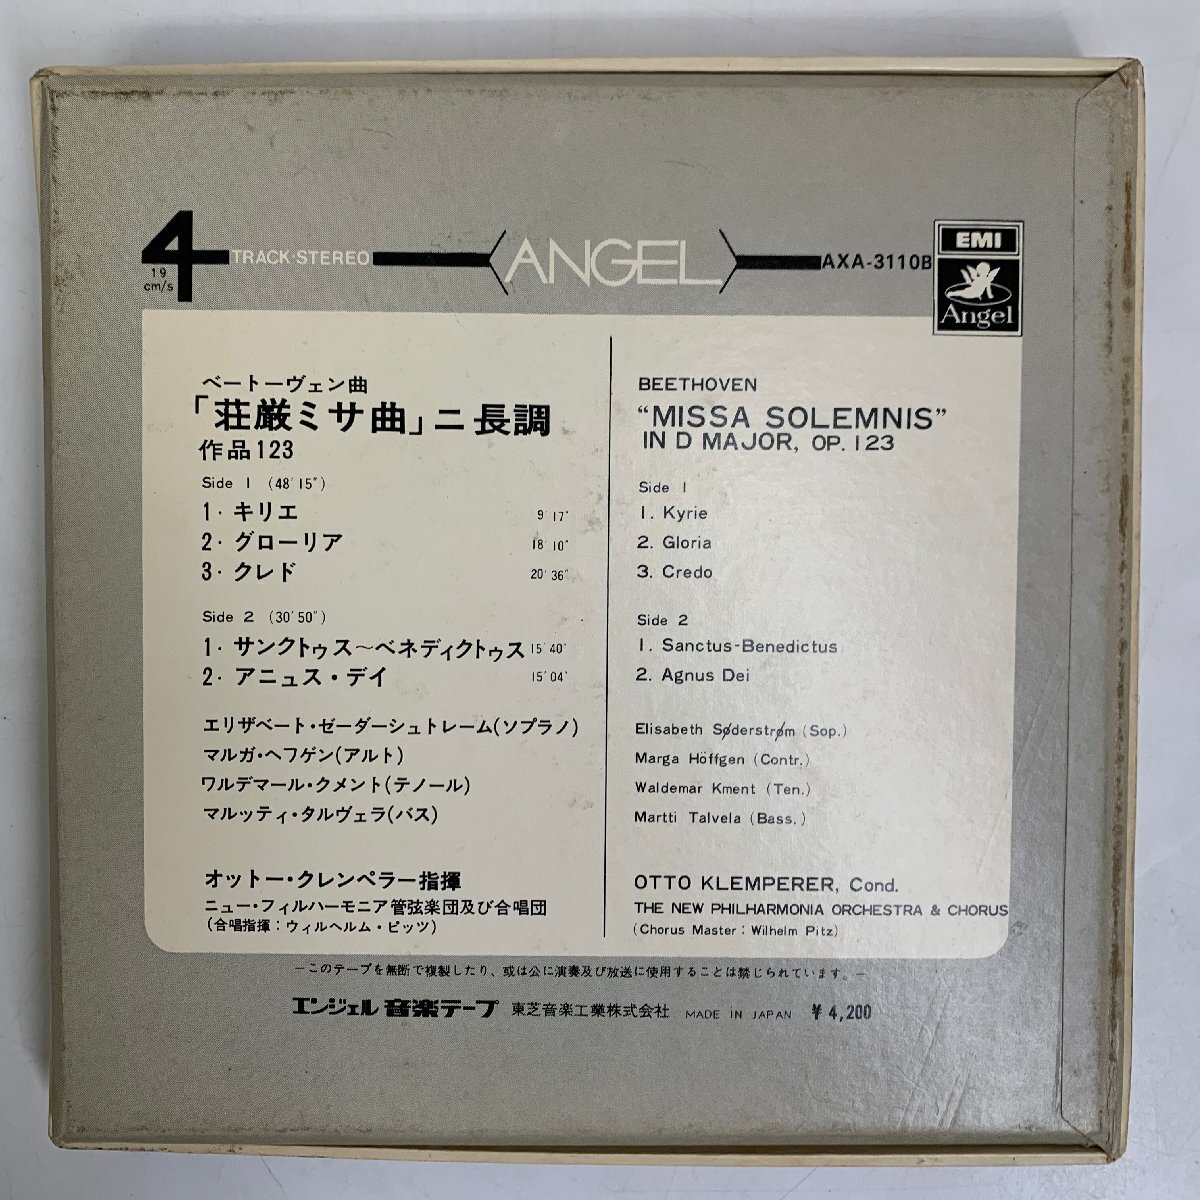 4 TRACK·STEREO
19
cm/s
ANGEL
AXA-3110B
EMI
Angel
ベートーヴェン曲
「荘厳ミサ曲」ニ長調
作品123
Side 1 (48'15")
1・キリエ 9'17"
2・グローリア 18'10"
3・クレド 20'36"
Side 2 (30'50")
1・サンクトゥス〜ベネディクトゥス 15'40"
2・アニュス・デイ 15'04"
エリザベート・ゼーダーシュトレーム(ソプラノ)
マルガ・ヘフゲン(アルト)
ワルデマール・クメント(テノール)
マルッティ・タルヴェラ(バス)
オットー・クレンペラー指揮
ニュー・フィルハーモニア管弦楽団及び合唱団
(合唱指揮：ウィルヘルム・ピッツ)
BEETHOVEN
“MISSA SOLEMNIS”
IN D MAJOR, OP. 123
Side 1
1. Kyrie
2. Gloria
3. Credo
Side 2
1. Sanctus-Benedictus
2. Agnus Dei
Elisabeth Søderstrøm (Sop.)
Marga Höffgen (Contr.)
Waldemar Kment (Ten.)
Martti Talvela (Bass.)
OTTO KLEMPERER, Cond.
THE NEW PHILHARMONIA ORCHESTRA & CHORUS
(Chorus Master : Wilhelm Pitz)
—このテープを無断で複製したり、或は公に演奏及び放送に使用することは禁じられています。—
エンジェル 音楽テープ 東芝音楽工業株式会社 MADE IN JAPAN ¥4,200